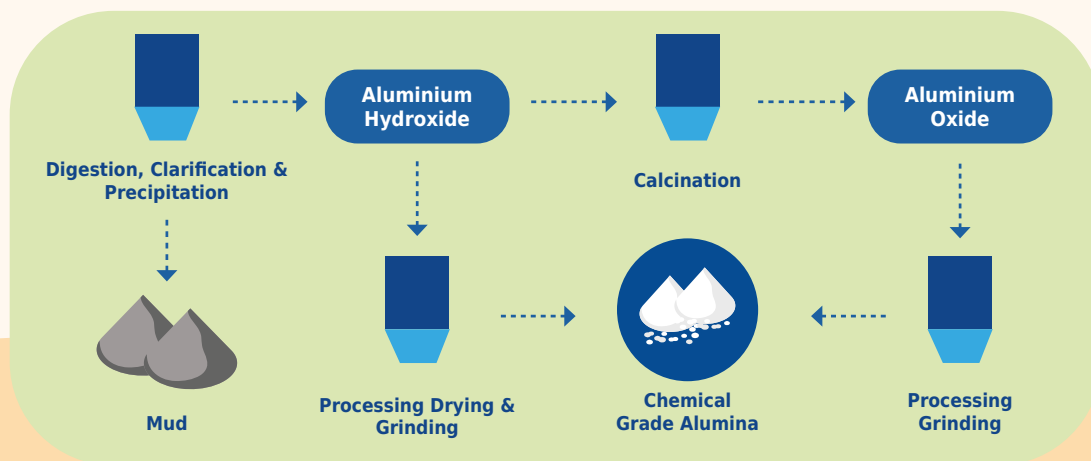 Aluminium
Hydroxide
Aluminium
Oxide
Digestion, Clarification &
Precipitation
Calcination
Mud
Processing Drying &
Grinding
Chemical
Grade Alumina
Processing
Grinding